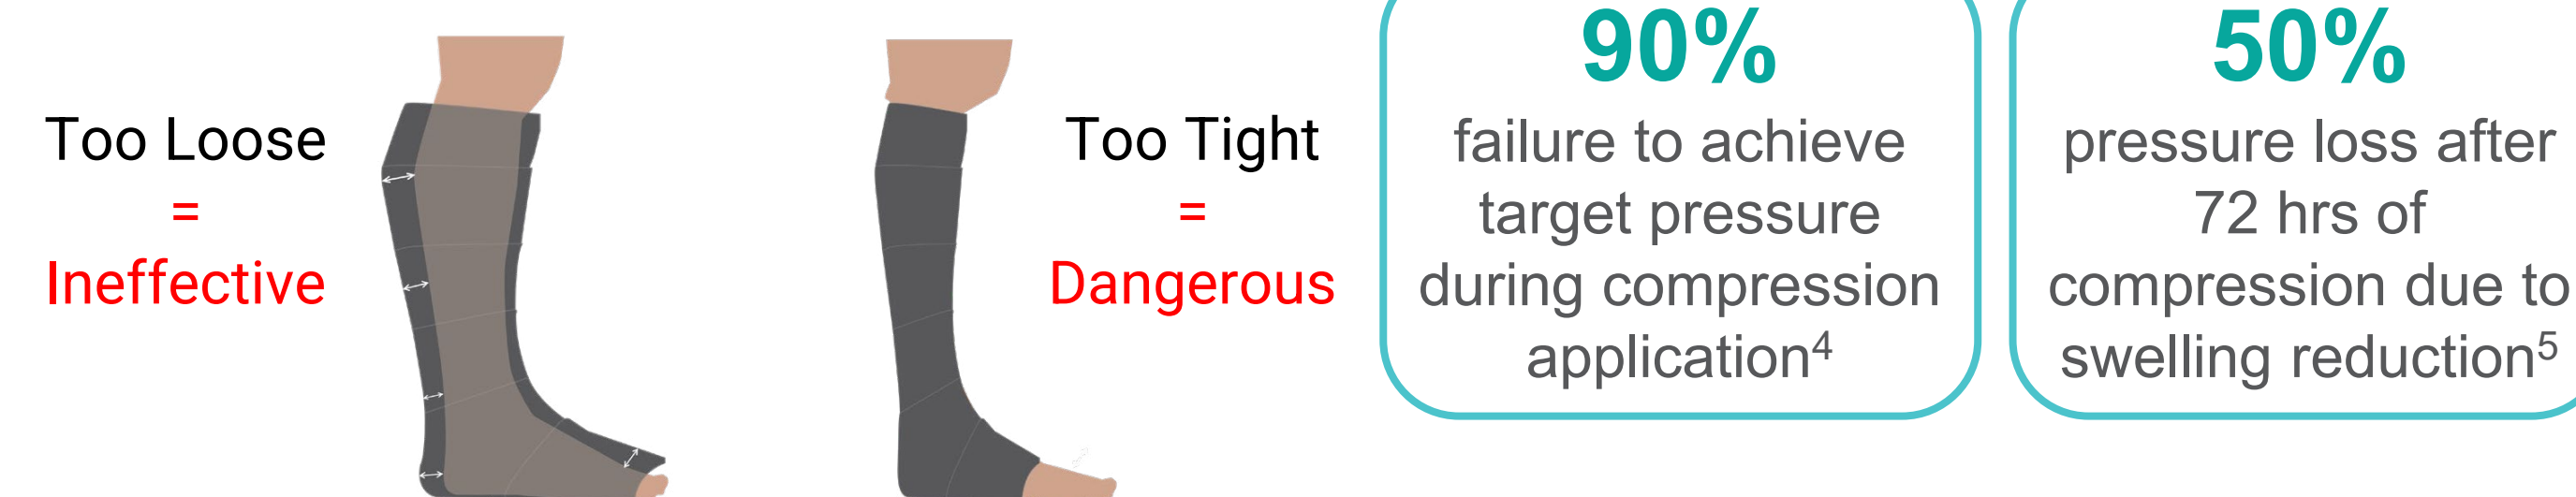 Too Loose
=
Ineffective
Too Tight
=
Dangerous
90%
failure to achieve
target pressure
during compression
application⁴
50%
pressure loss after
72 hrs of
compression due to
swelling reduction⁵